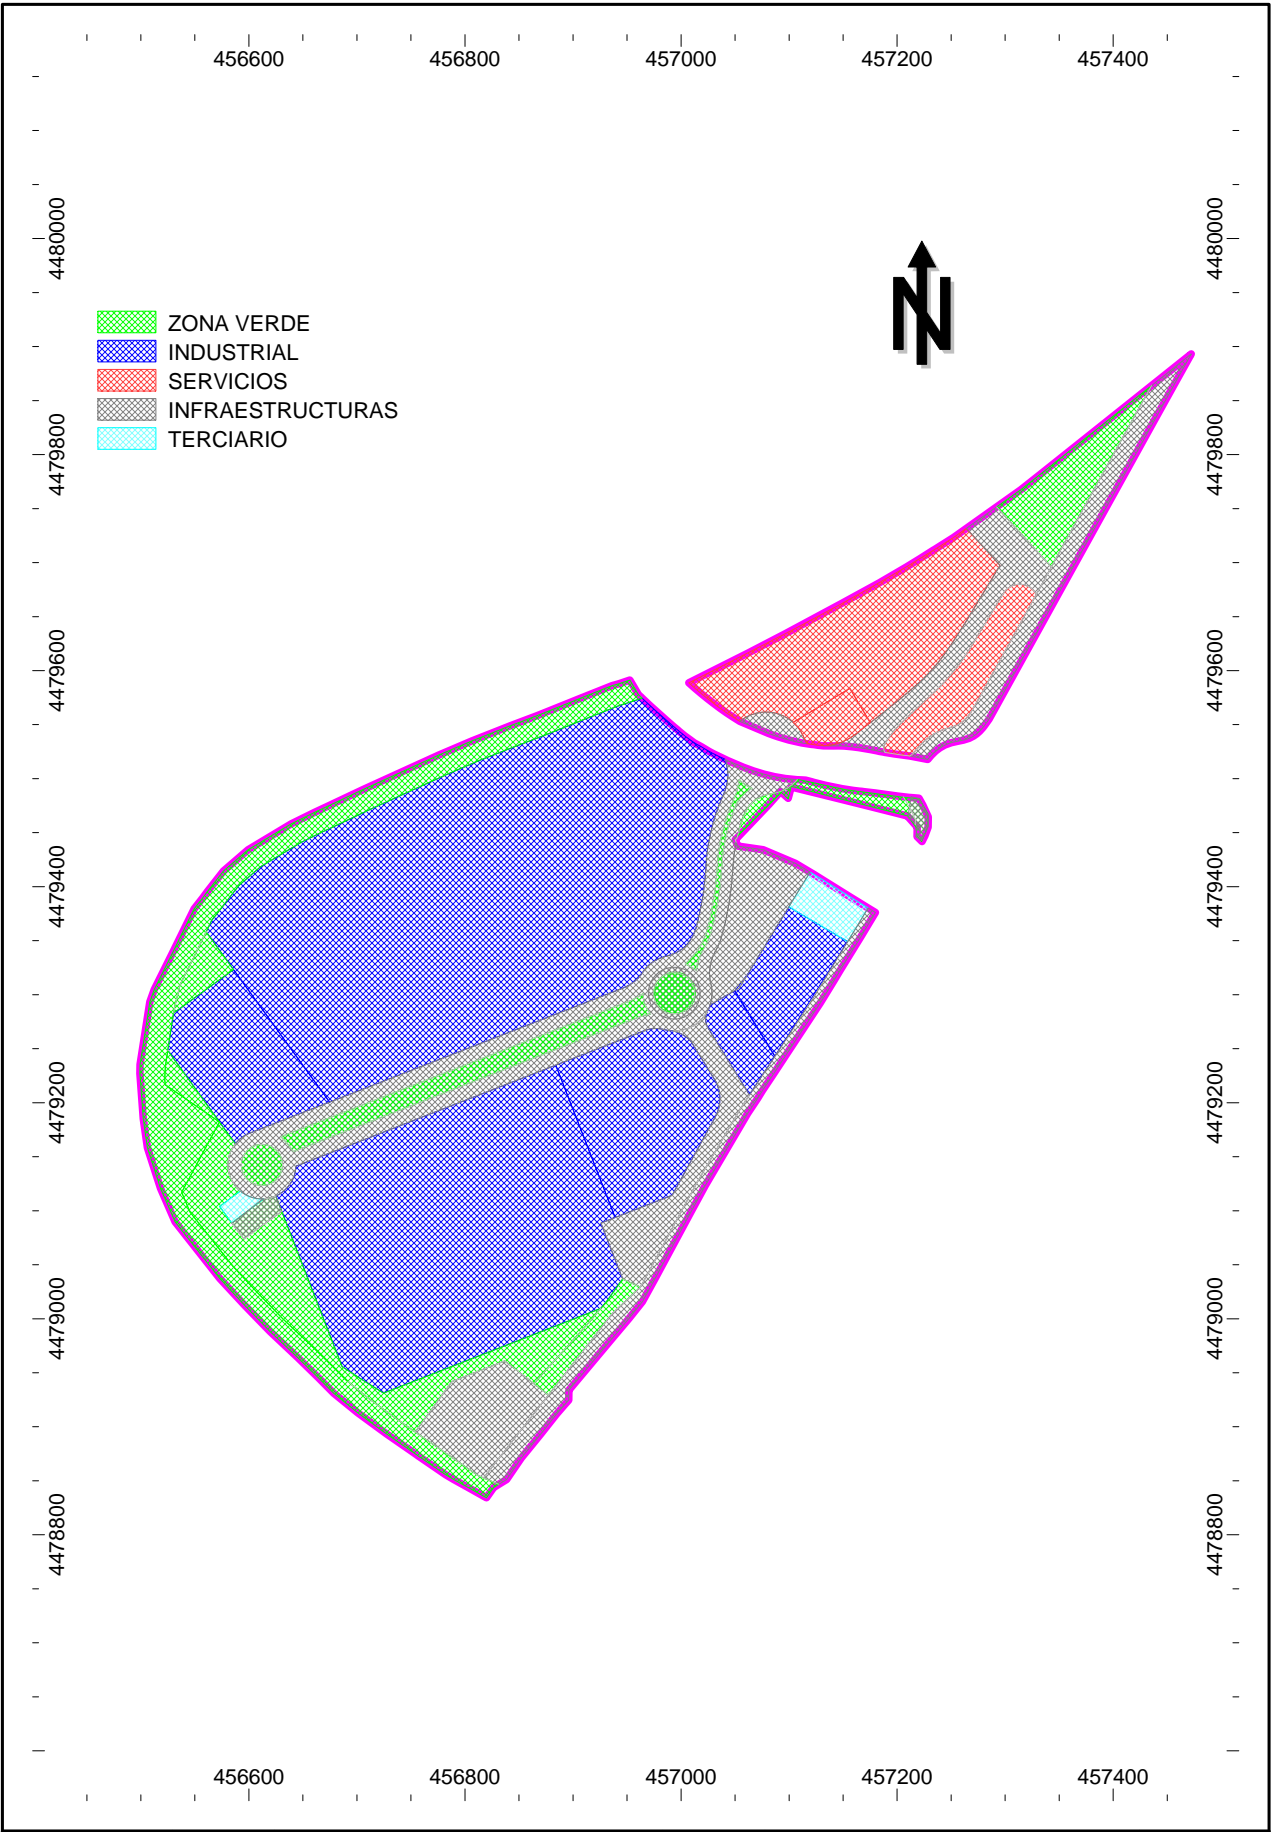 456600 456800 457000 457200 457400
4480000 4480000
N
ZONA VERDE
INDUSTRIAL
SERVICIOS
INFRAESTRUCTURAS
TERCIARIO
4479800 4479800
4479600 4479600
4479400 4479400
4479200 4479200
4479000 4479000
4478800 4478800
456600 456800 457000 457200 457400